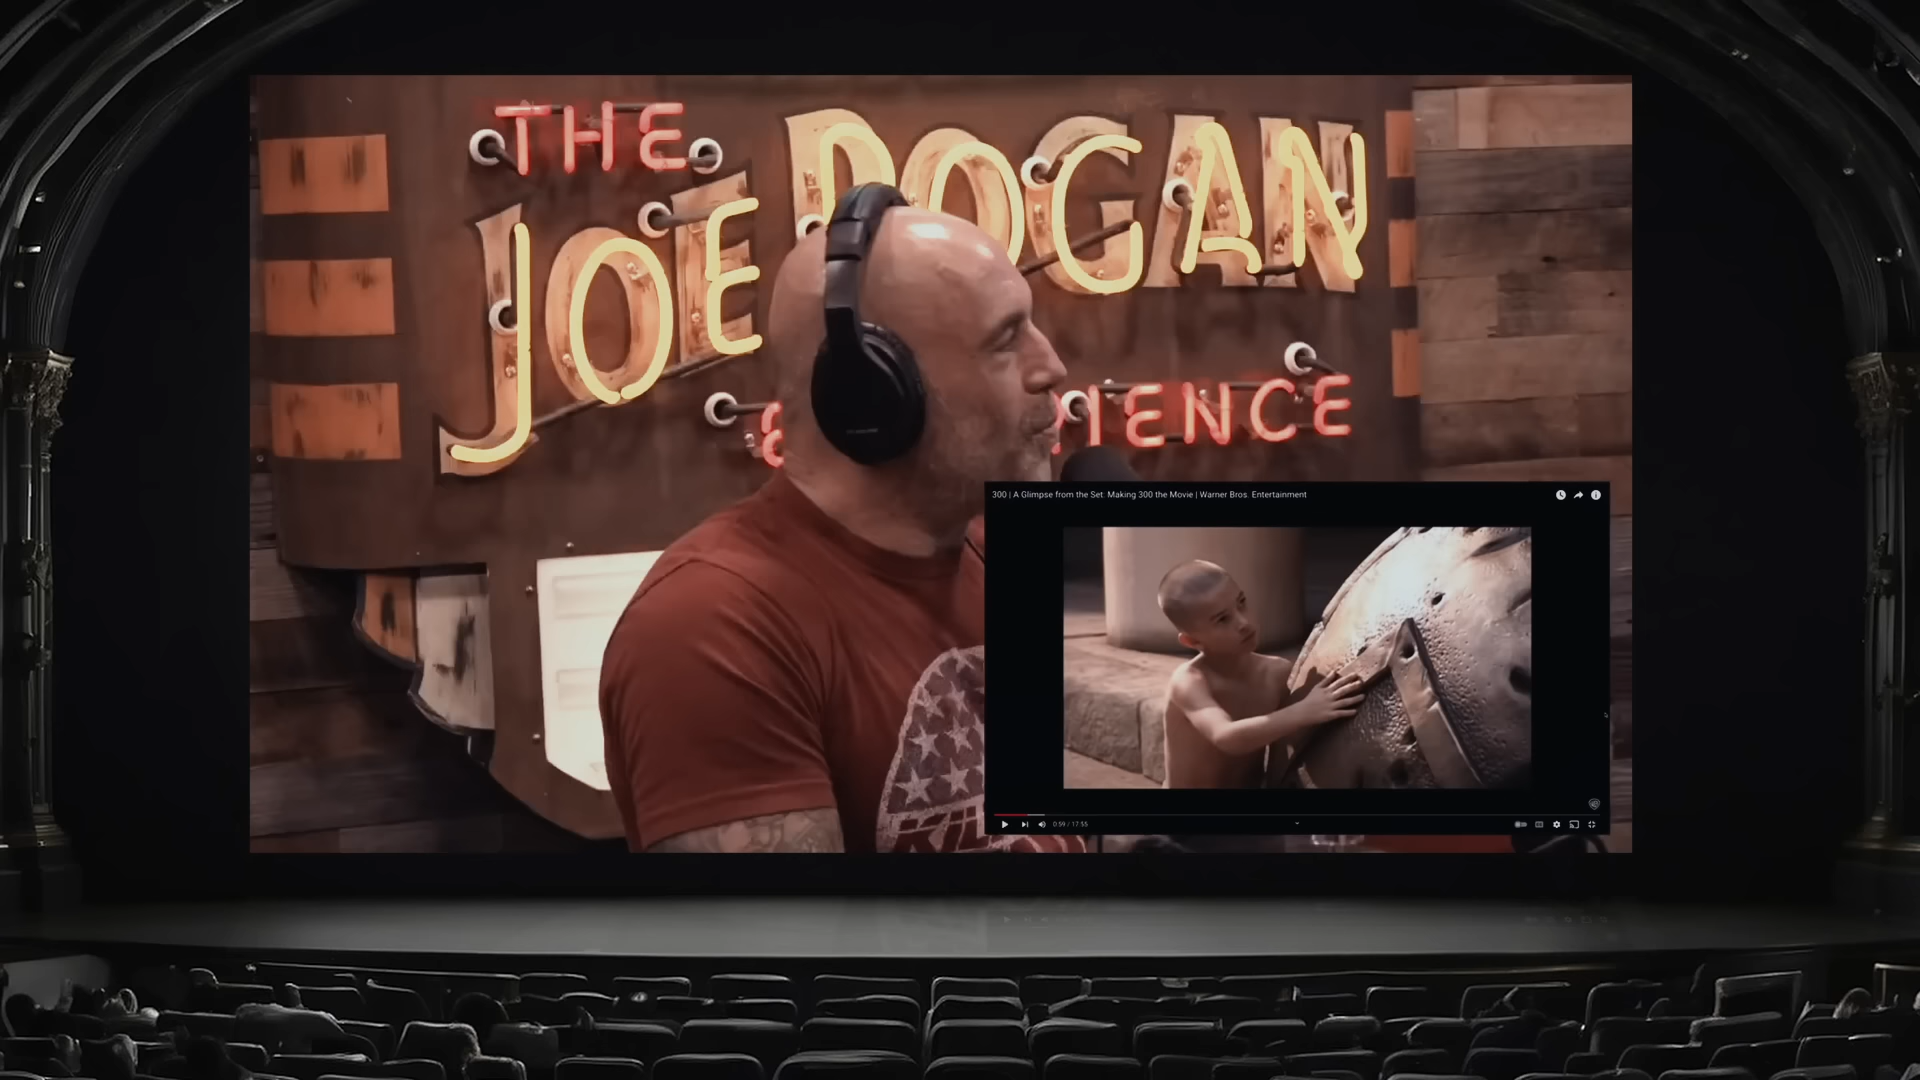 THE
JOE ROGAN
E IENCE
300 | A Glimpse from the Set: Making 300 the Movie | Warner Bros. Entertainment
0:59 / 17:55